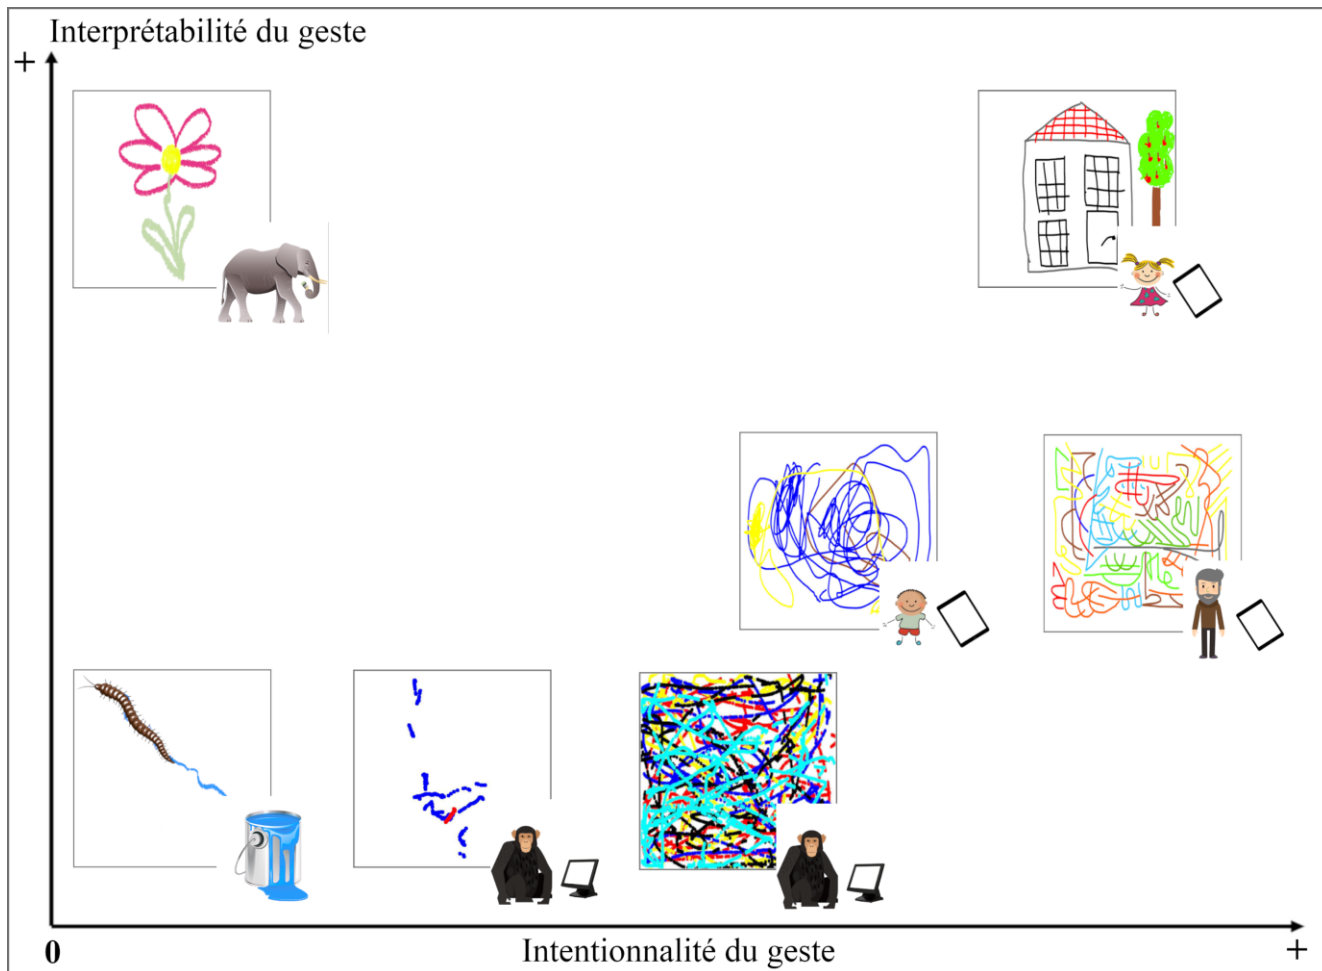 Interprétabilité du geste
+
0
Intentionnalité du geste
+